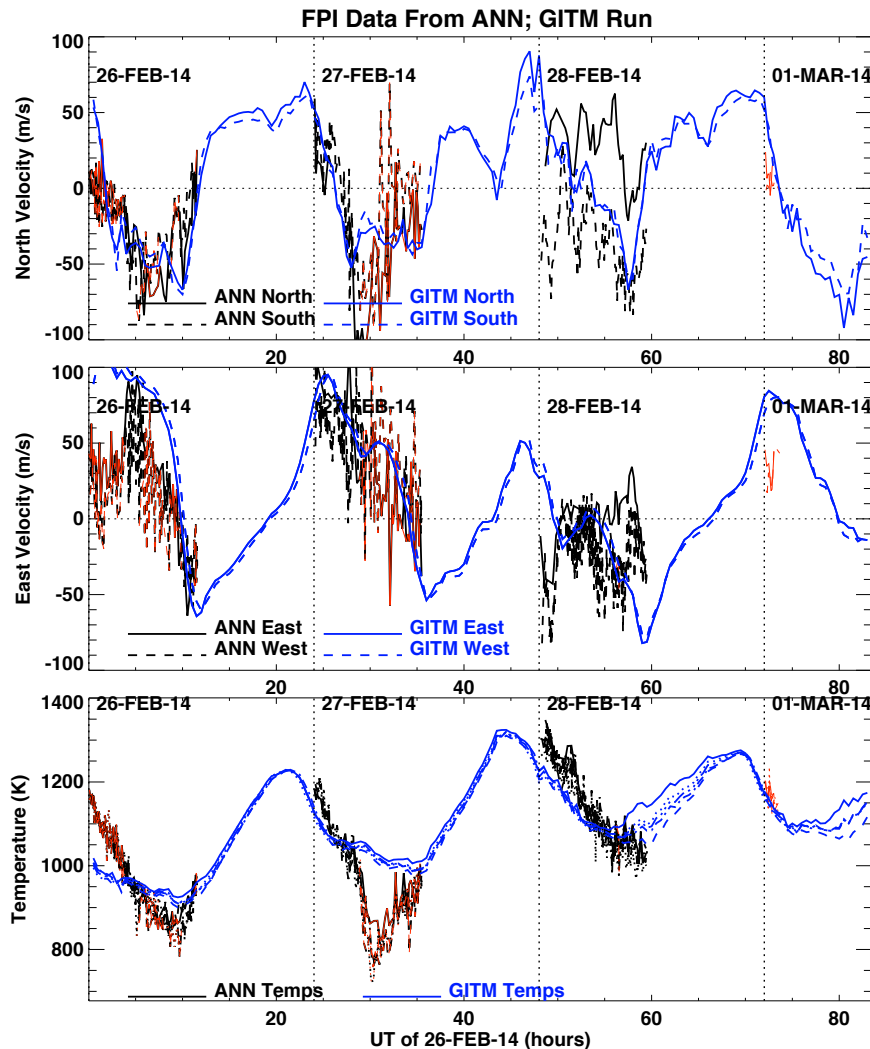 FPI Data From ANN; GITM Run
100
50
0
-50
-100
North Velocity (m/s)
26-FEB-14 27-FEB-14 28-FEB-14 01-MAR-14
ANN North GITM North
ANN South GITM South
20 40 60 80
100
50
0
-50
-100
East Velocity (m/s)
26-FEB-14 27-FEB-14 28-FEB-14 01-MAR-14
ANN East GITM East
ANN West GITM West
20 40 60 80
1400
1200
1000
800
Temperature (K)
26-FEB-14 27-FEB-14 28-FEB-14 01-MAR-14
ANN Temps GITM Temps
20 40 60 80
UT of 26-FEB-14 (hours)